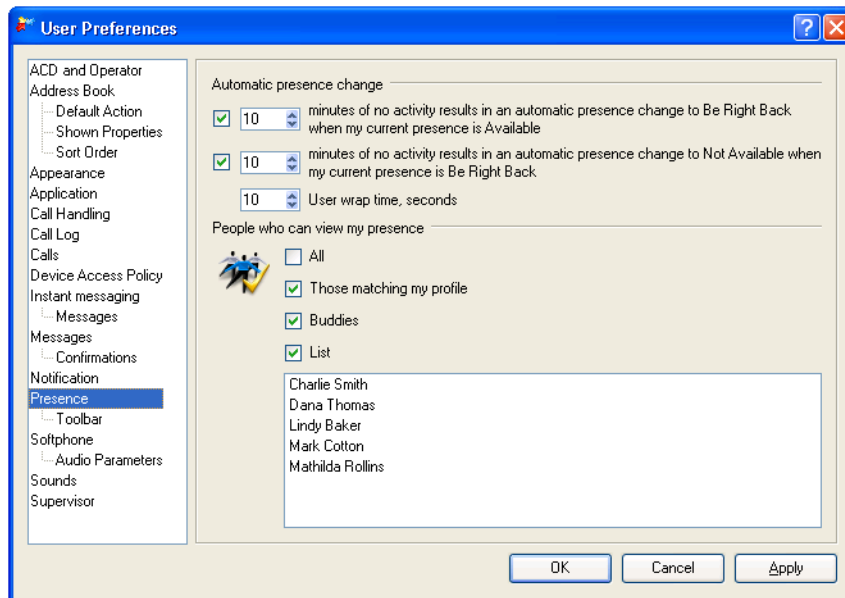 User Preferences
ACD and Operator
Address Book
Default Action
Shown Properties
Sort Order
Appearance
Application
Call Handling
Call Log
Calls
Device Access Policy
Instant messaging
Messages
Messages
Confirmations
Notification
Presence
Toolbar
Softphone
Audio Parameters
Sounds
Supervisor
Automatic presence change
10 minutes of no activity results in an automatic presence change to Be Right Back
when my current presence is Available
10 minutes of no activity results in an automatic presence change to Not Available when
my current presence is Be Right Back
10 User wrap time, seconds
People who can view my presence
All
Those matching my profile
Buddies
List
Charlie Smith
Dana Thomas
Lindy Baker
Mark Cotton
Mathilda Rollins
OK Cancel Apply